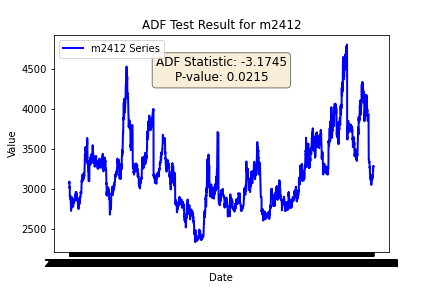 ADF Test Result for m2412
m2412 Series
ADF Statistic: -3.1745
P-value: 0.0215
4500
4000
3500
3000
2500
Value
Date